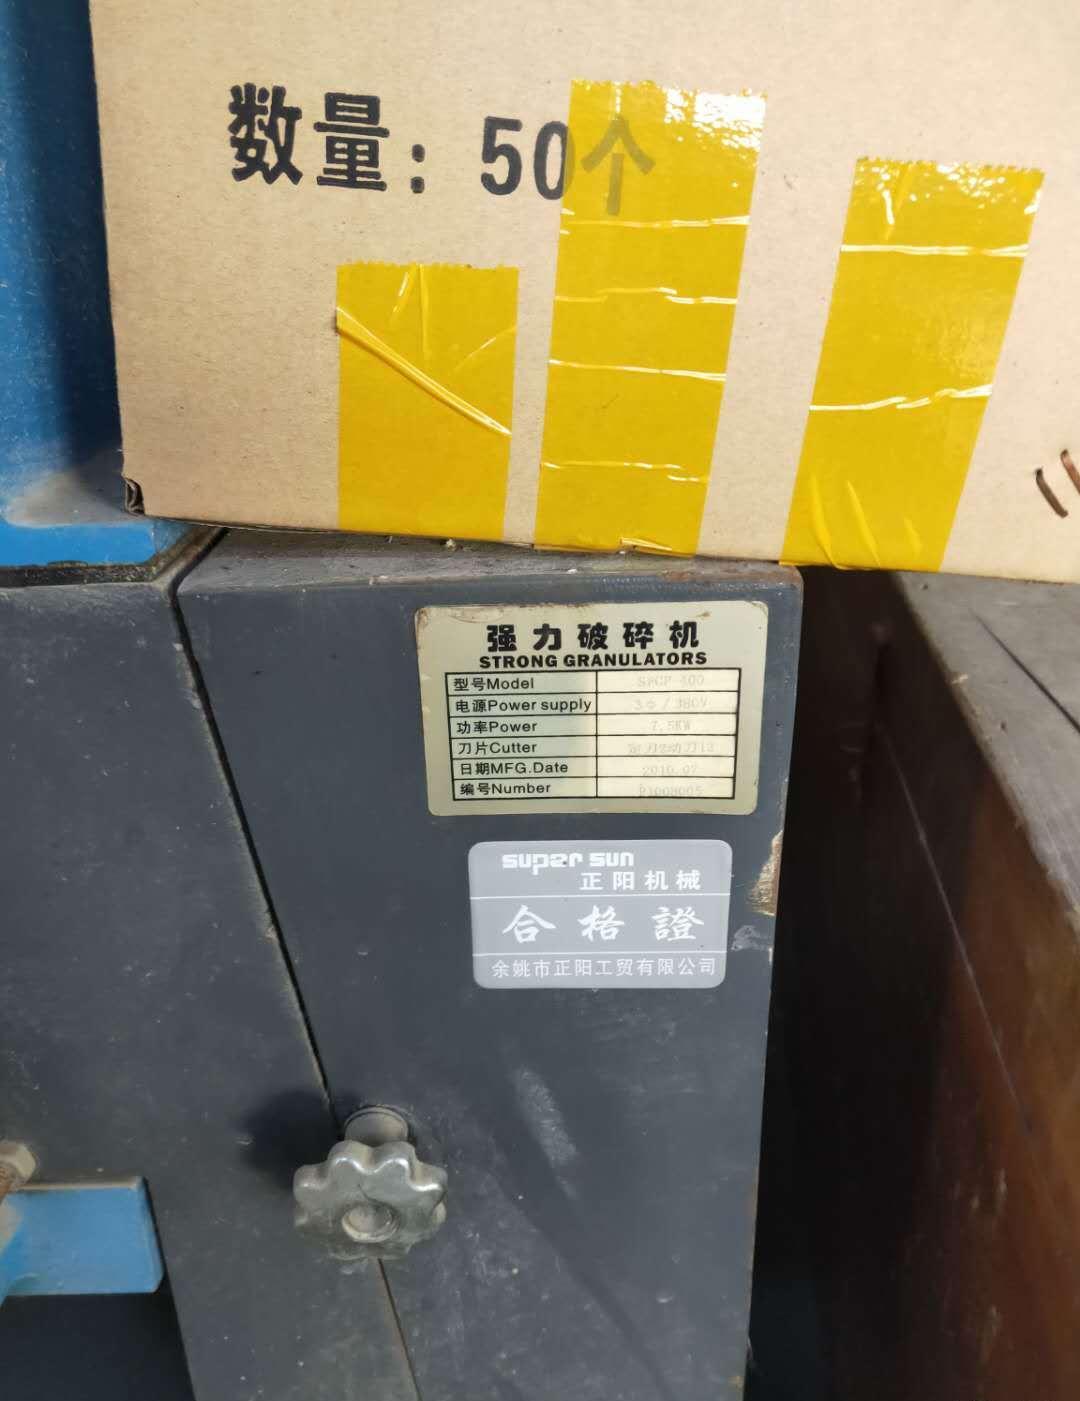 数量：50个
强力破碎机
STRONG GRANULATORS
型号Model
电源Power supply 3Φ/380V
功率Power 7.5KW
刀片Cutter
日期MFG.Date 2010.07
编号Number
super sun
正阳机械
合格證
余姚市正阳工贸有限公司